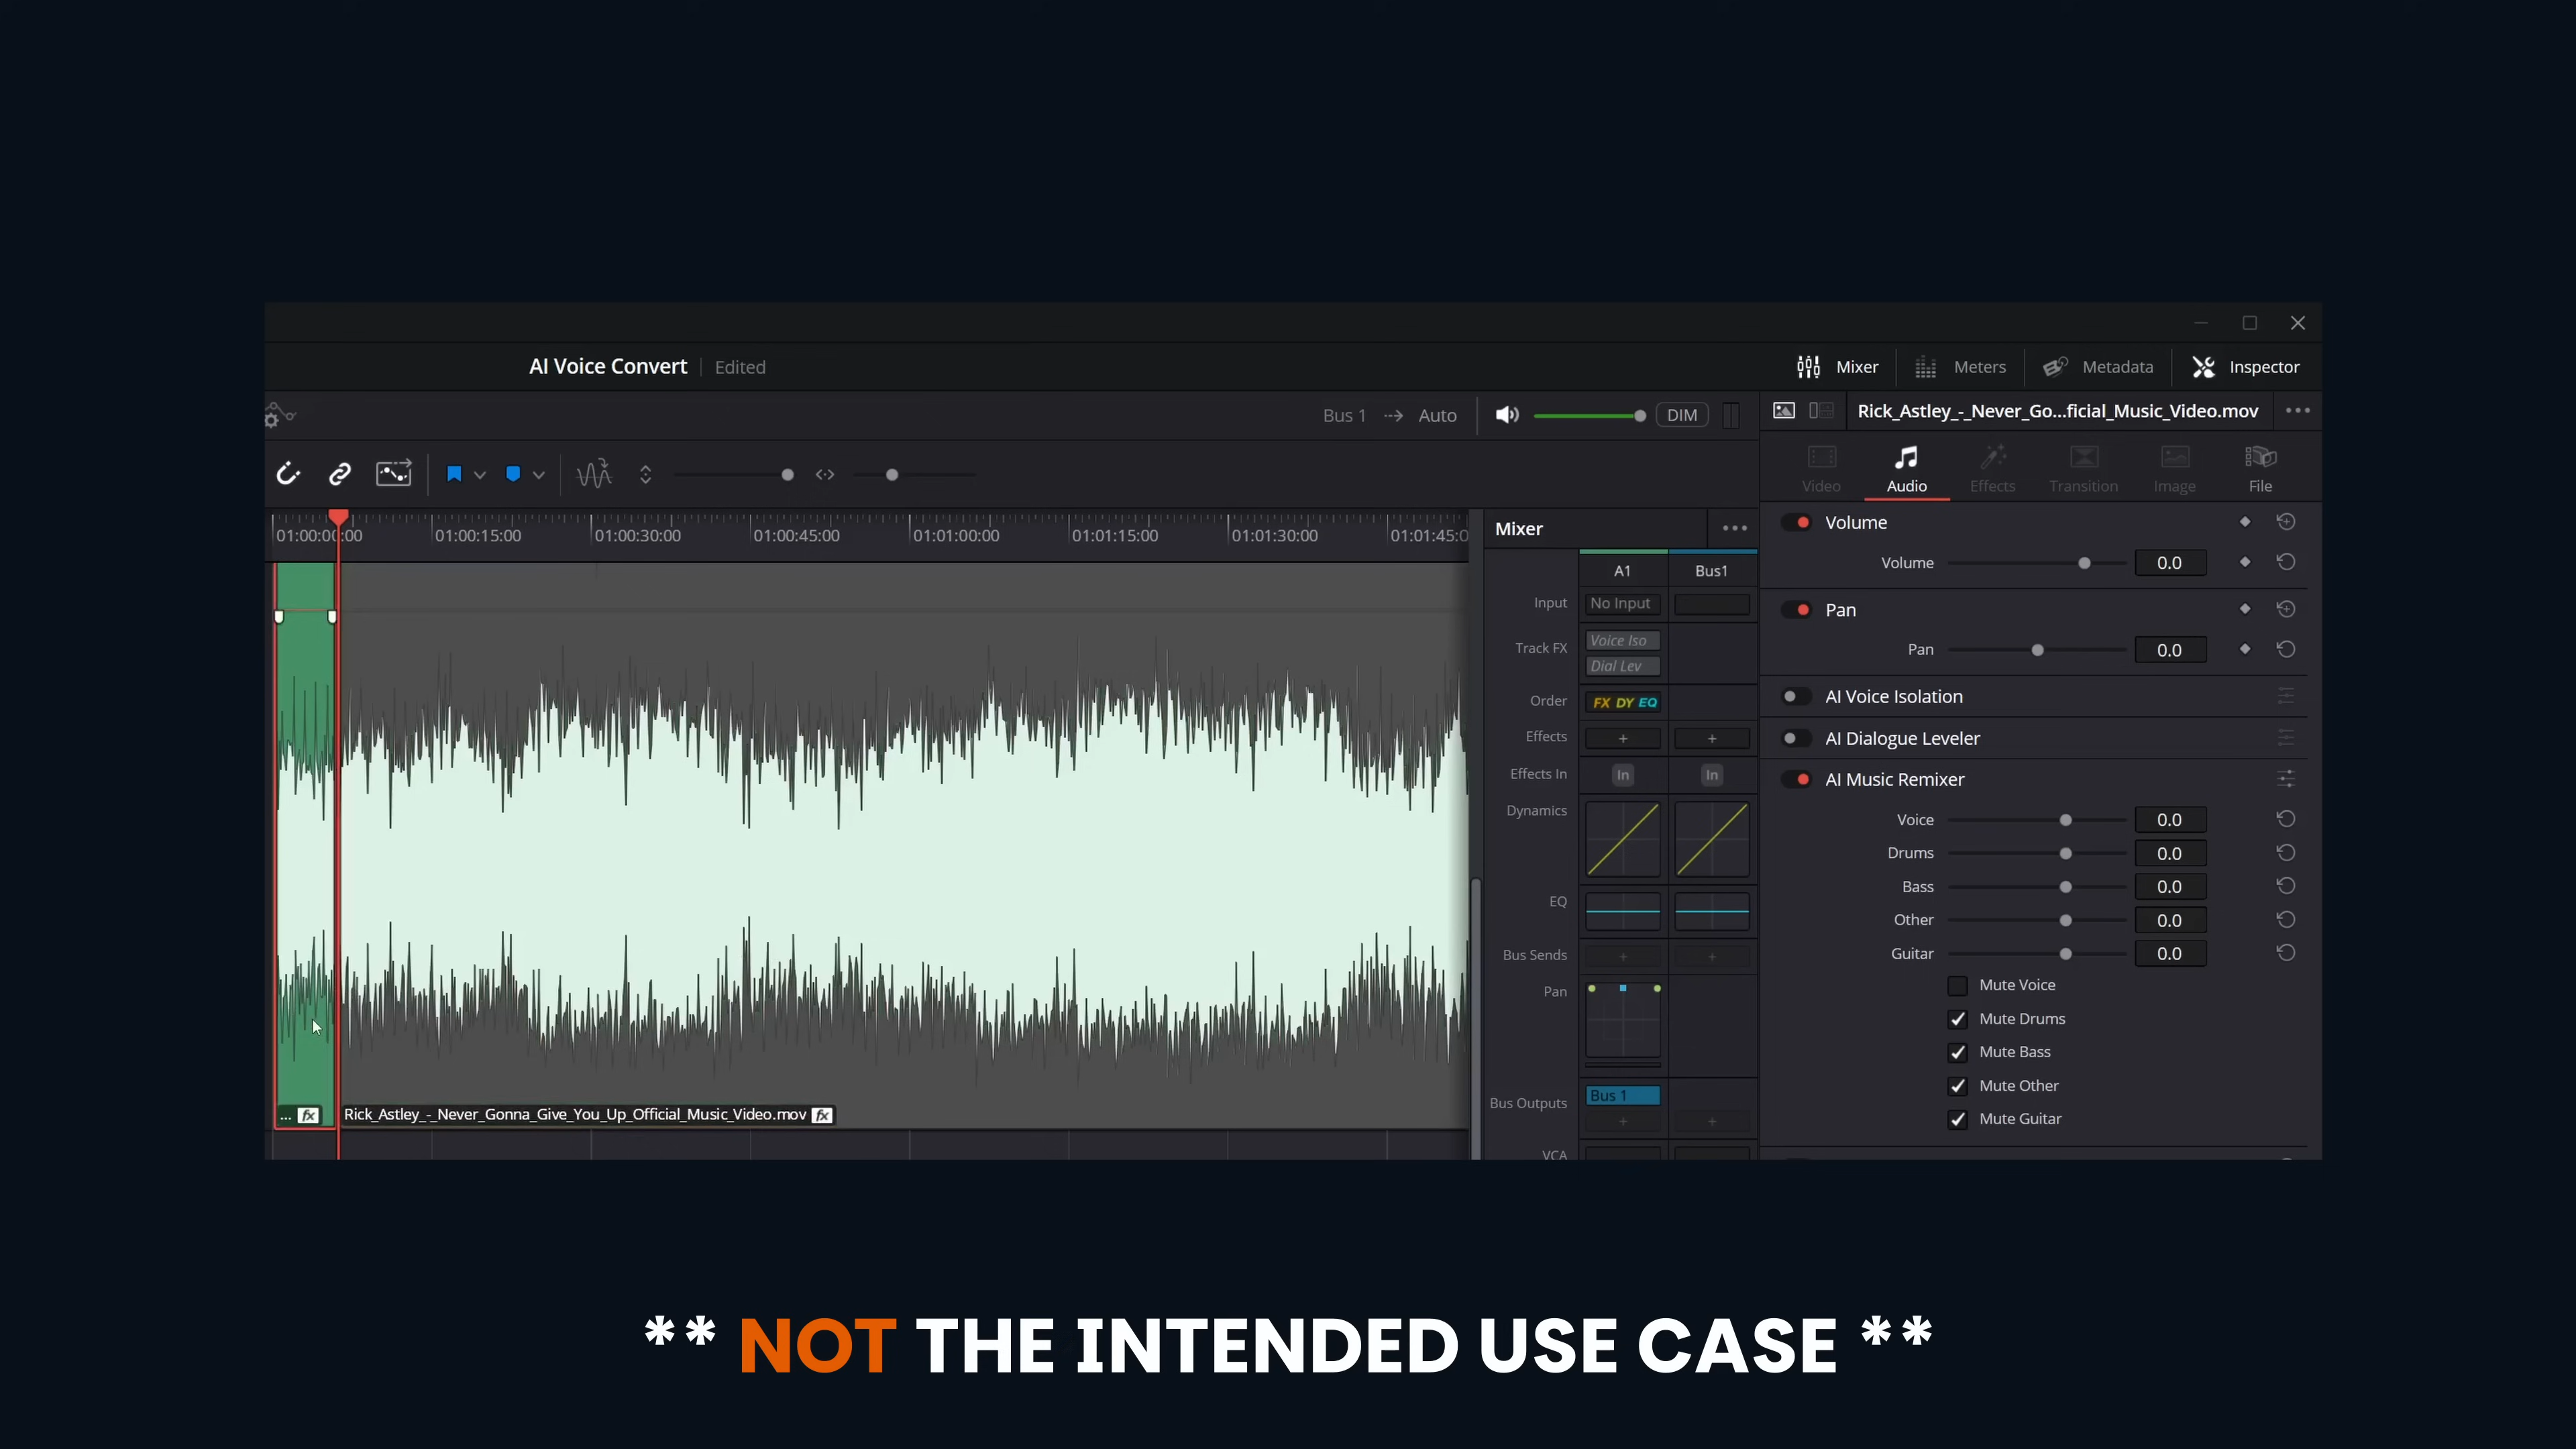 AI Voice Convert
Edited
Mixer
Meters
Metadata
Inspector
Bus 1
Auto
DIM
Rick_Astley_-_Never_Go...ficial_Music_Video.mov
Video
Audio
Effects
Transition
Image
File
01:00:00:00
01:00:15:00
01:00:30:00
01:00:45:00
01:01:00:00
01:01:15:00
01:01:30:00
01:01:45:0
... fx
Rick_Astley_-_Never_Gonna_Give_You_Up_Official_Music_Video.mov fx
Mixer
A1
Bus1
Input
No Input
Track FX
Voice Iso
Dial Lev
Order
FX DY EQ
Effects
+
+
Effects In
In
In
Dynamics
EQ
Bus Sends
+
+
Pan
Bus Outputs
Bus 1
+
+
VCA
Volume
Volume
0.0
Pan
Pan
0.0
AI Voice Isolation
AI Dialogue Leveler
AI Music Remixer
Voice
0.0
Drums
0.0
Bass
0.0
Other
0.0
Guitar
0.0
Mute Voice
Mute Drums
Mute Bass
Mute Other
Mute Guitar
** NOT THE INTENDED USE CASE **